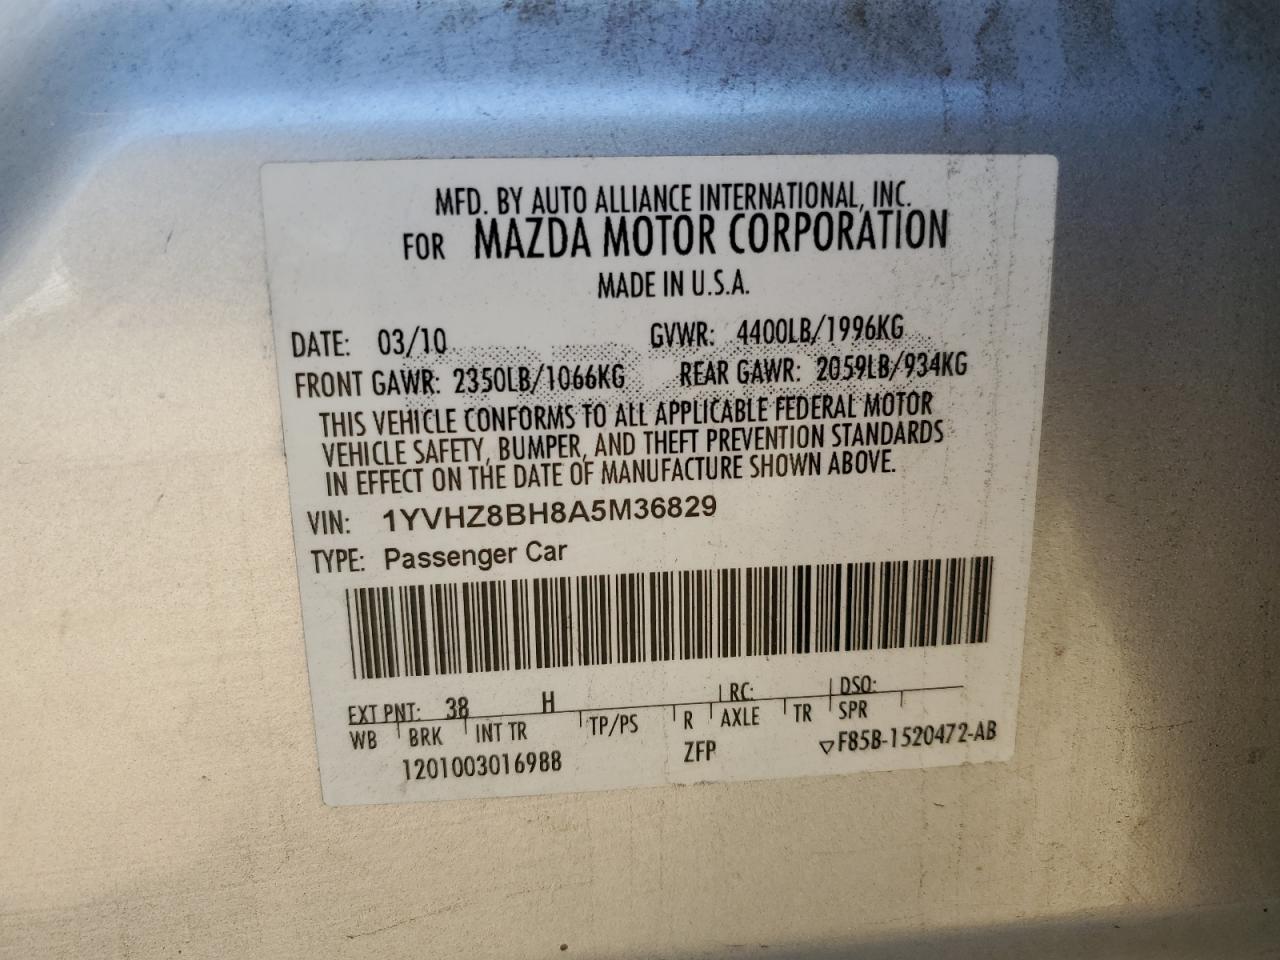 MFD. BY AUTO ALLIANCE INTERNATIONAL, INC.
FOR MAZDA MOTOR CORPORATION
MADE IN U.S.A.
DATE: 03/10 GVWR: 4400LB/1996KG
FRONT GAWR: 2350LB/1066KG REAR GAWR: 2059LB/934KG
THIS VEHICLE CONFORMS TO ALL APPLICABLE FEDERAL MOTOR
VEHICLE SAFETY, BUMPER, AND THEFT PREVENTION STANDARDS
IN EFFECT ON THE DATE OF MANUFACTURE SHOWN ABOVE.
VIN: 1YVHZ8BH8A5M36829
TYPE: Passenger Car
EXT PNT: 38 H RC: DSO:
WB BRK INT TR TP/PS R AXLE TR SPR
1201003016988 ZFP ▽F85B-1520472-AB